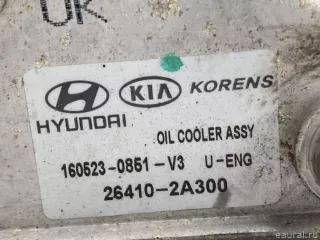 UK
KIA KORENS
HYUNDAI
OIL COOLER ASSY
160523-0851-V3 U-ENG
26410-2A300
© eaural.ru